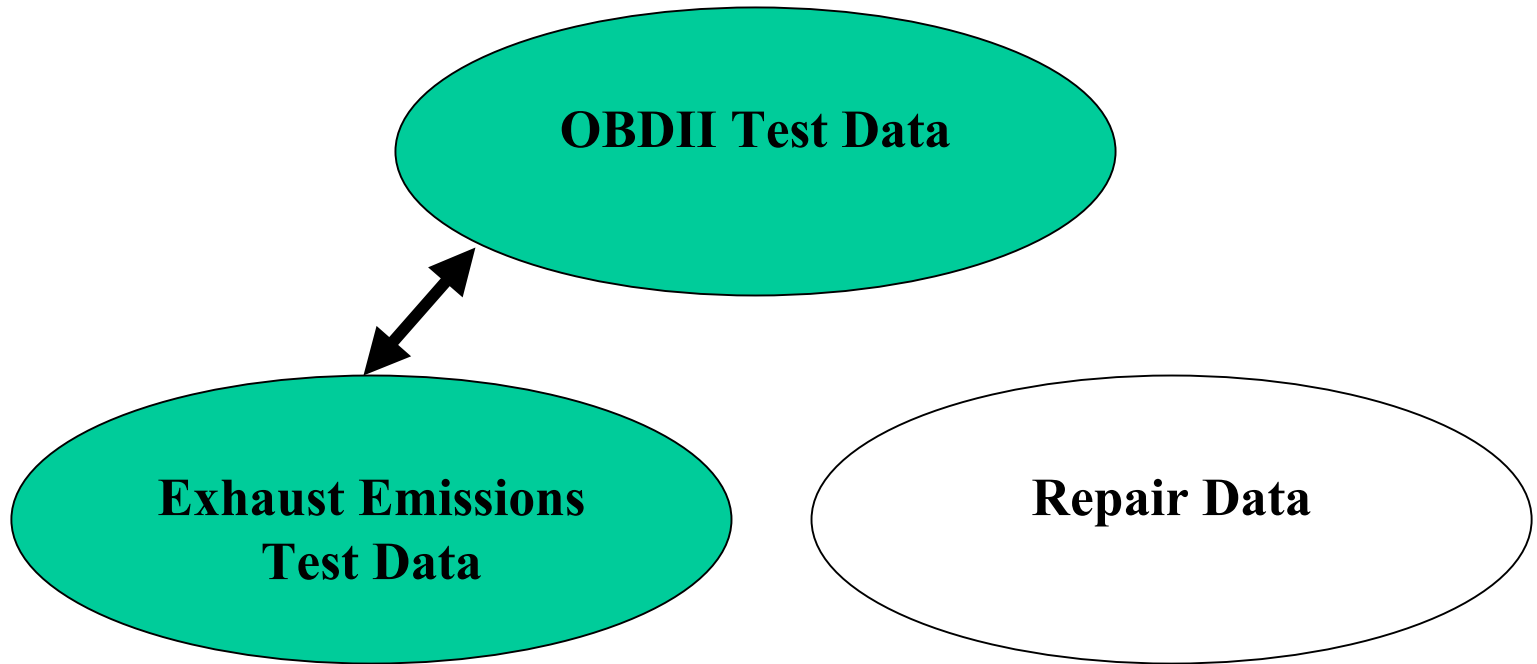 OBDII Test Data
Exhaust Emissions
Test Data
Repair Data